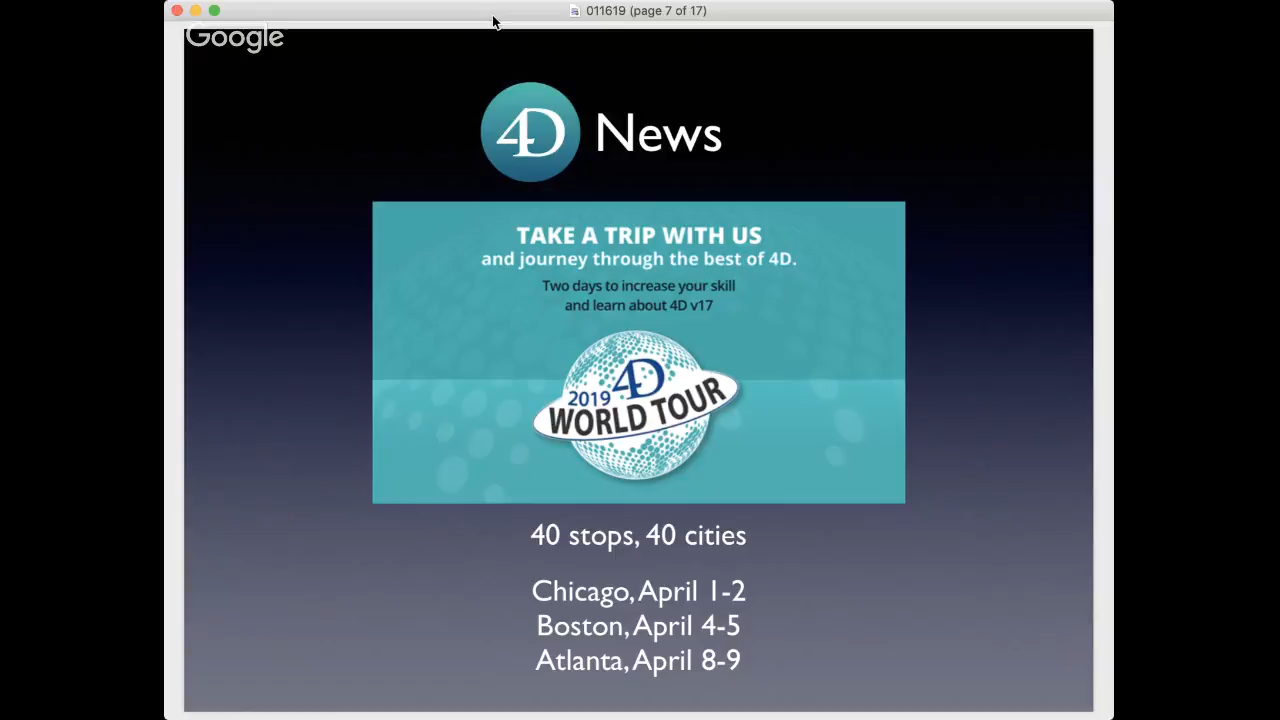 011619 (page 7 of 17)
Google
4D News
TAKE A TRIP WITH US
and journey through the best of 4D.
Two days to increase your skill
and learn about 4D v17
2019 4D
WORLD TOUR
40 stops, 40 cities
Chicago, April 1-2
Boston, April 4-5
Atlanta, April 8-9